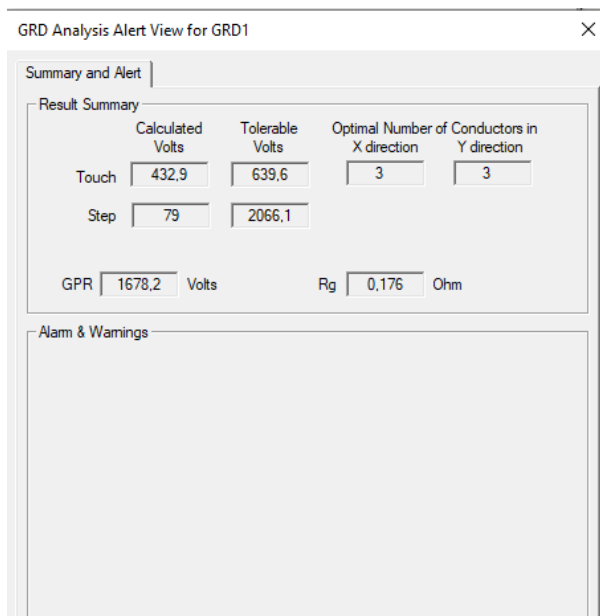 GRD Analysis Alert View for GRD1
Summary and Alert
Result Summary
Calculated Volts
Tolerable Volts
Optimal Number of Conductors in
X direction
Y direction
Touch 432,9 639,6 3 3
Step 79 2066,1
GPR 1678,2 Volts Rg 0,176 Ohm
Alarm & Warnings